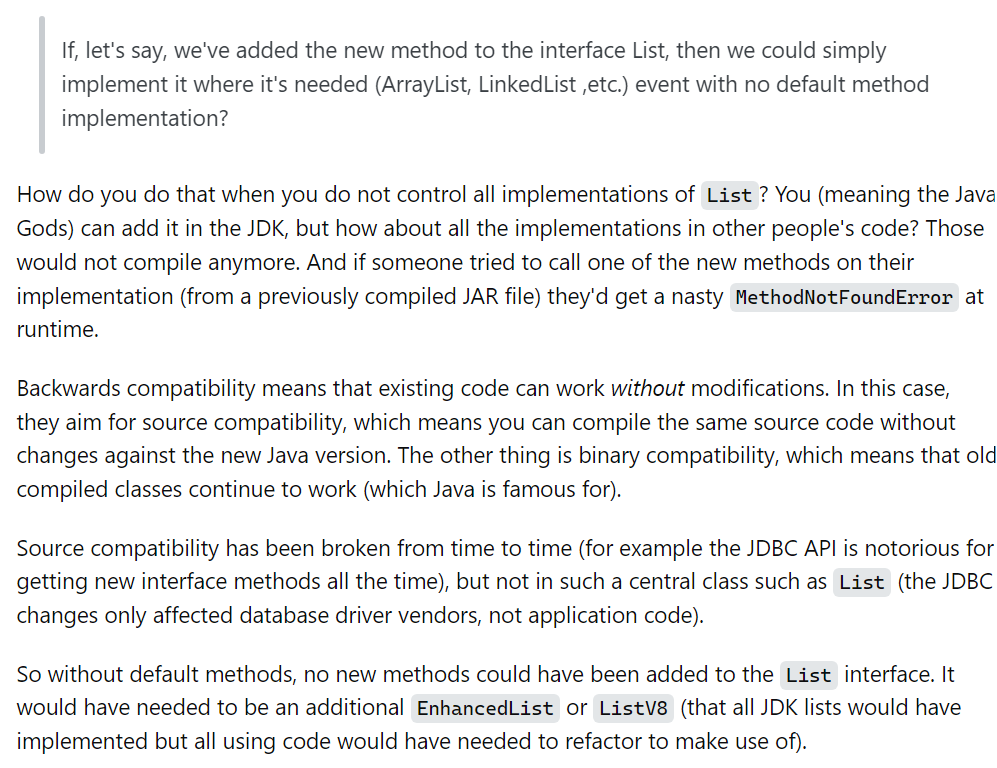 If, let's say, we've added the new method to the interface List, then we could simply
implement it where it's needed (ArrayList, LinkedList ,etc.) event with no default method
implementation?
How do you do that when you do not control all implementations of List? You (meaning the Java
Gods) can add it in the JDK, but how about all the implementations in other people's code? Those
would not compile anymore. And if someone tried to call one of the new methods on their
implementation (from a previously compiled JAR file) they'd get a nasty MethodNotFoundError at
runtime.
Backwards compatibility means that existing code can work without modifications. In this case,
they aim for source compatibility, which means you can compile the same source code without
changes against the new Java version. The other thing is binary compatibility, which means that old
compiled classes continue to work (which Java is famous for).
Source compatibility has been broken from time to time (for example the JDBC API is notorious for
getting new interface methods all the time), but not in such a central class such as List (the JDBC
changes only affected database driver vendors, not application code).
So without default methods, no new methods could have been added to the List interface. It
would have needed to be an additional EnhancedList or ListV8 (that all JDK lists would have
implemented but all using code would have needed to refactor to make use of).